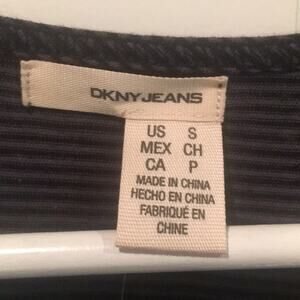 DKNY JEANS
US S
MEX CH
CA P
MADE IN CHINA
HECHO EN CHINA
FABRIQUÉ EN
CHINE